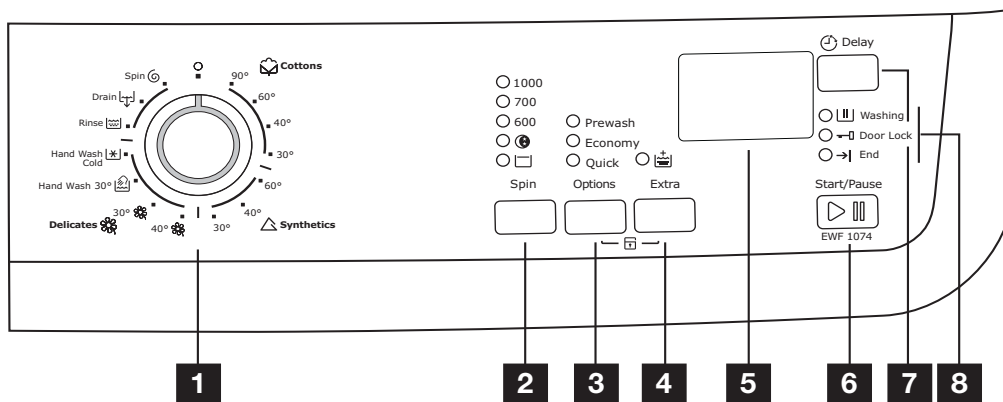 Spin
Drain
Rinse
Hand Wash
Cold
Hand Wash 30°
Delicates
30°
40°
90°
Cottons
60°
40°
30°
60°
40°
30°
Synthetics
1000
700
600
Spin
Prewash
Economy
Quick
Options
Extra
Delay
Washing
Door Lock
End
Start/Pause
EWF 1074
1
2
3
4
5
6
7
8